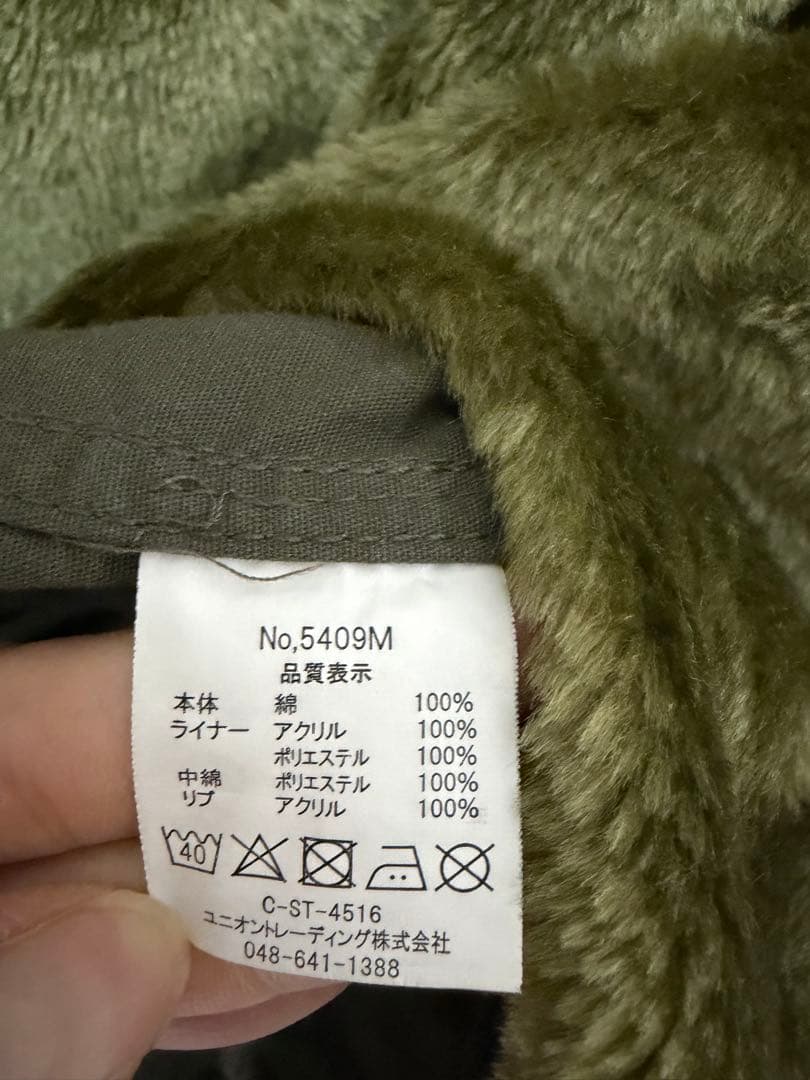 No,5409M
品質表示
本体 綿 100%
ライナー アクリル 100%
ポリエステル 100%
中綿 ポリエステル 100%
リブ アクリル 100%
40
C-ST-4516
ユニオントレーディング株式会社
048-641-1388